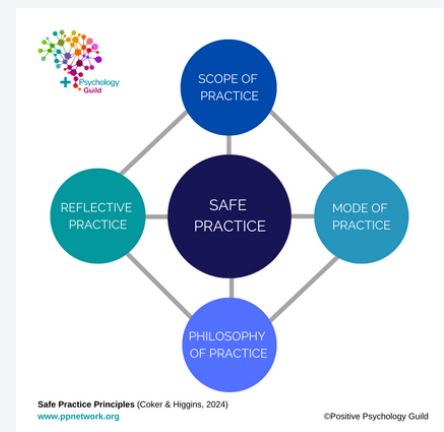 + Psychology
Guild
SCOPE OF
PRACTICE
REFLECTIVE
PRACTICE
SAFE
PRACTICE
MODE OF
PRACTICE
PHILOSOPHY
OF PRACTICE
Safe Practice Principles (Coker & Higgins, 2024)
www.ppnetwork.org
©Positive Psychology Guild